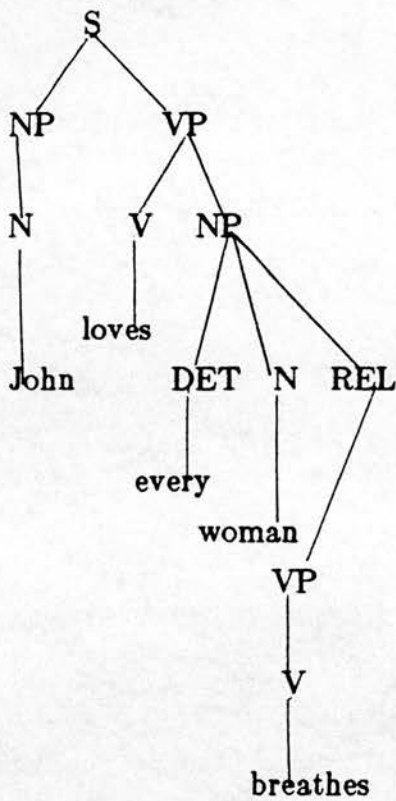 S
NP VP
N V NP
loves
John DET N REL
every
woman
VP
V
breathes